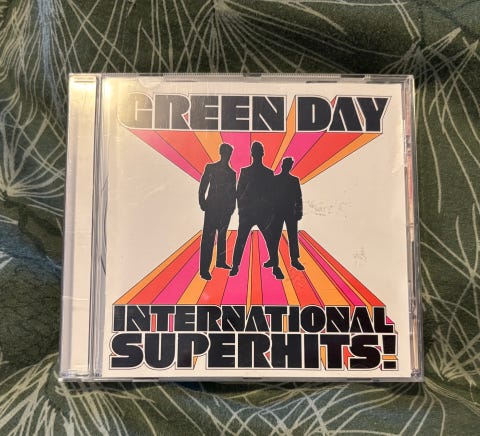 GREEN DAY
INTERNATIONAL
SUPERHITS!